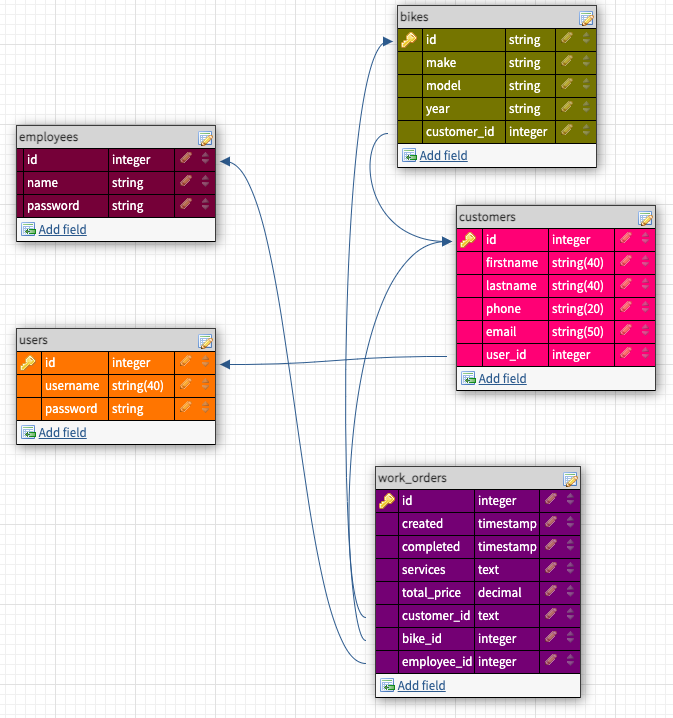 bikes
id string
make string
model string
year string
customer_id integer
Add field
employees
id integer
name string
password string
Add field
customers
id integer
firstname string(40)
lastname string(40)
phone string(20)
email string(50)
user_id integer
Add field
users
id integer
username string(40)
password string
Add field
work_orders
id integer
created timestamp
completed timestamp
services text
total_price decimal
customer_id text
bike_id integer
employee_id integer
Add field